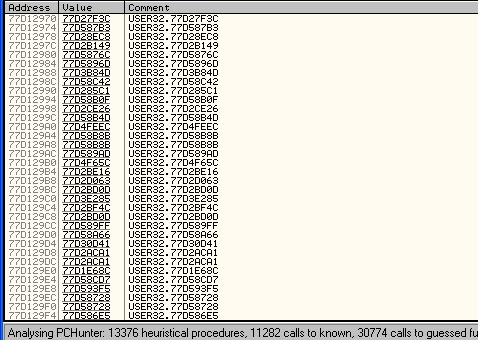 Address Value Comment
77D12970 77D27F3C USER32.77D27F3C
77D12974 77D587B3 USER32.77D587B3
77D12978 77D28EC8 USER32.77D28EC8
77D1297C 77D2B149 USER32.77D2B149
77D12980 77D5876C USER32.77D5876C
77D12984 77D5896D USER32.77D5896D
77D12988 77D3B84D USER32.77D3B84D
77D1298C 77D58C42 USER32.77D58C42
77D12990 77D285C1 USER32.77D285C1
77D12994 77D58B0F USER32.77D58B0F
77D12998 77D2CE26 USER32.77D2CE26
77D1299C 77D58B4D USER32.77D58B4D
77D129A0 77D4FEEC USER32.77D4FEEC
77D129A4 77D58B8B USER32.77D58B8B
77D129A8 77D58B8B USER32.77D58B8B
77D129AC 77D589AD USER32.77D589AD
77D129B0 77D4F65C USER32.77D4F65C
77D129B4 77D2BE16 USER32.77D2BE16
77D129B8 77D2D063 USER32.77D2D063
77D129BC 77D2BD0D USER32.77D2BD0D
77D129C0 77D3E285 USER32.77D3E285
77D129C4 77D2BF4C USER32.77D2BF4C
77D129C8 77D2BD0D USER32.77D2BD0D
77D129CC 77D589FF USER32.77D589FF
77D129D0 77D58A66 USER32.77D58A66
77D129D4 77D30D41 USER32.77D30D41
77D129D8 77D2ACA1 USER32.77D2ACA1
77D129DC 77D2ACA1 USER32.77D2ACA1
77D129E0 77D1E68C USER32.77D1E68C
77D129E4 77D58CD7 USER32.77D58CD7
77D129E8 77D593F5 USER32.77D593F5
77D129EC 77D58728 USER32.77D58728
77D129F0 77D58728 USER32.77D58728
77D129F4 77D586E5 USER32.77D586E5
Analysing PCHunter: 13376 heuristical procedures, 11282 calls to known, 30774 calls to guessed fu